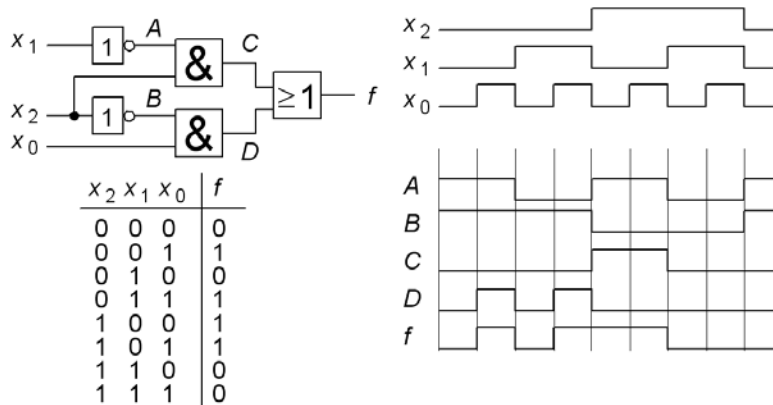 x1 1 A & C
x2 1 B & D ≥1 f
x0
x2 x1 x0 f
0 0 0 0
0 0 1 1
0 1 0 0
0 1 1 1
1 0 0 1
1 0 1 1
1 1 0 0
1 1 1 0
x2
x1
x0
A
B
C
D
f